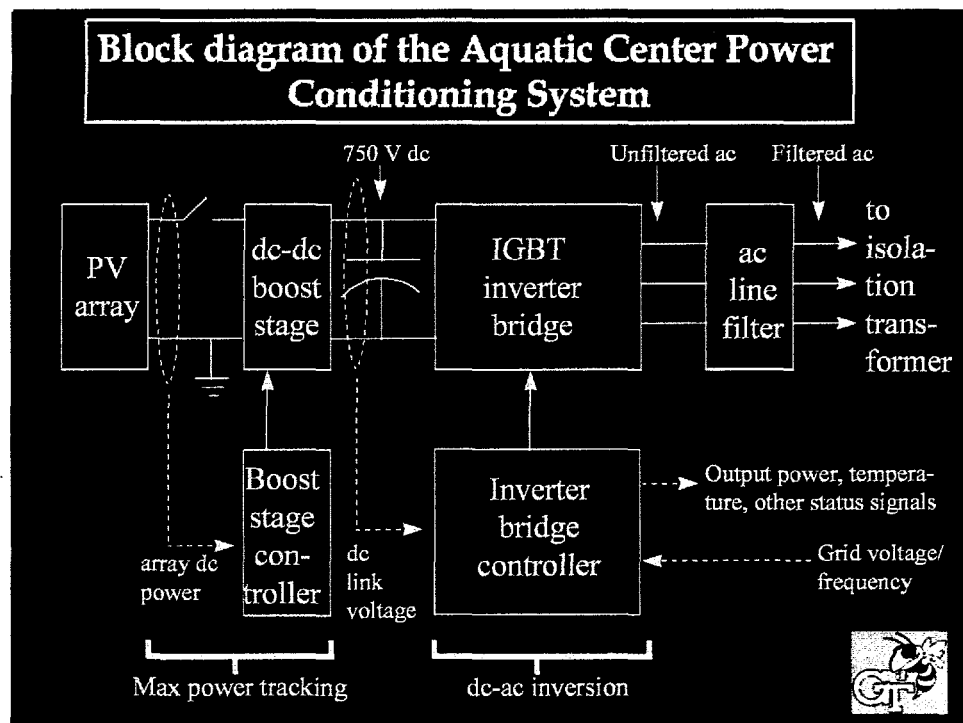 Block diagram of the Aquatic Center Power
Conditioning System
750 V dc
Unfiltered ac
Filtered ac
PV
array
dc-dc
boost
stage
IGBT
inverter
bridge
ac
line
filter
to
isola-
tion
trans-
former
Boost
stage
con-
troller
Inverter
bridge
controller
Output power, tempera-
ture, other status signals
array dc
power
dc
link
voltage
Grid voltage/
frequency
Max power tracking
dc-ac inversion
GT